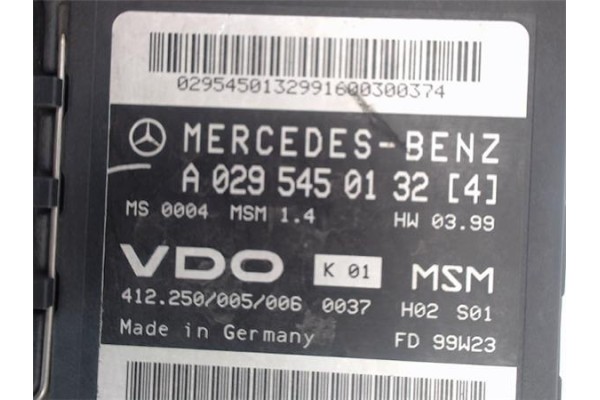 0295450132991600300374
MERCEDES-BENZ
A 029 545 01 32 [4]
MS 0004 MSM 1.4 HW 03.99
VDO K 01 MSM
412.250/005/006 0037 H02 S01
Made in Germany FD 99W23